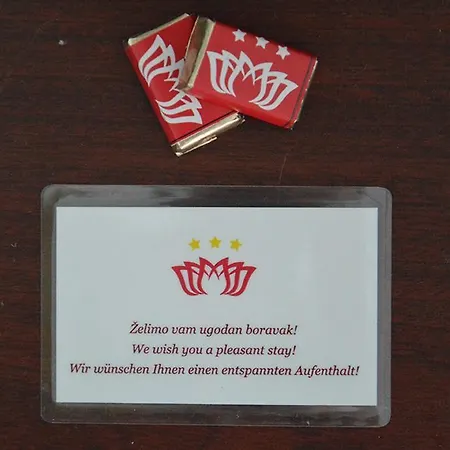 Želimo vam ugodan boravak!
We wish you a pleasant stay!
Wir wünschen Ihnen einen entspannten Aufenthalt!